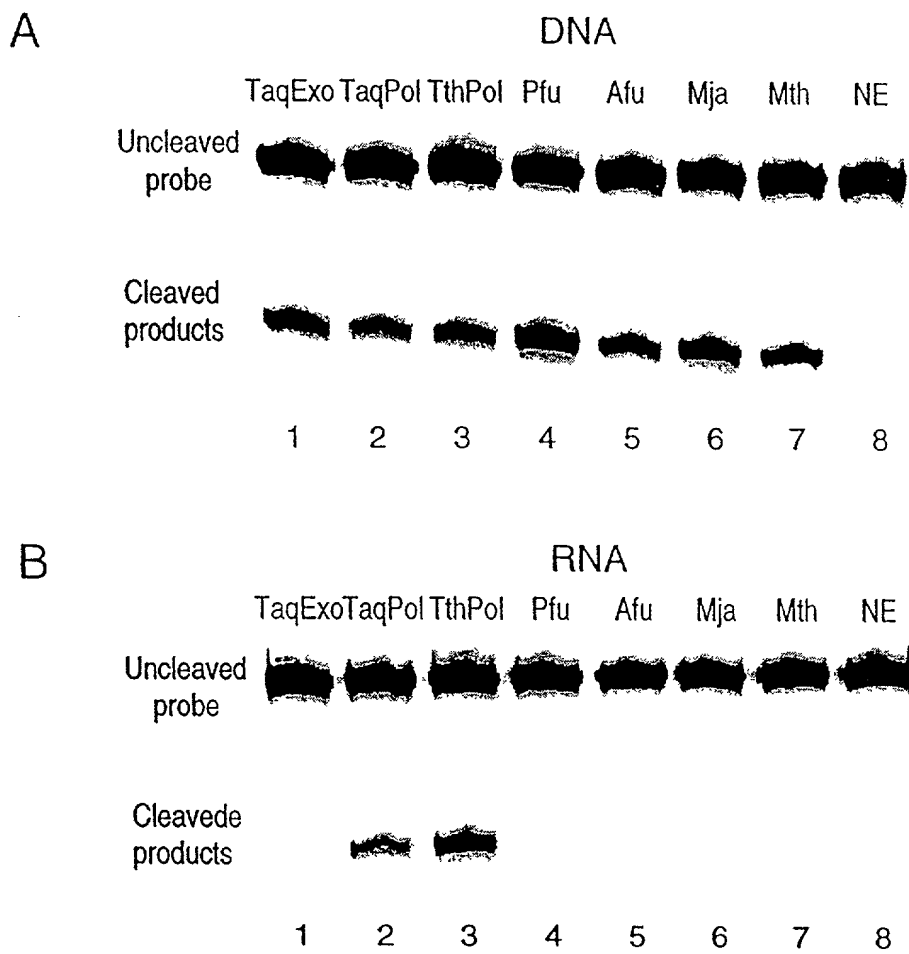 A
DNA
TaqExo TaqPol TthPol Pfu Afu Mja Mth NE
Uncleaved
probe
Cleaved
products
1 2 3 4 5 6 7 8
B
RNA
TaqExoTaqPol TthPol Pfu Afu Mja Mth NE
Uncleaved
probe
Cleavede
products
1 2 3 4 5 6 7 8